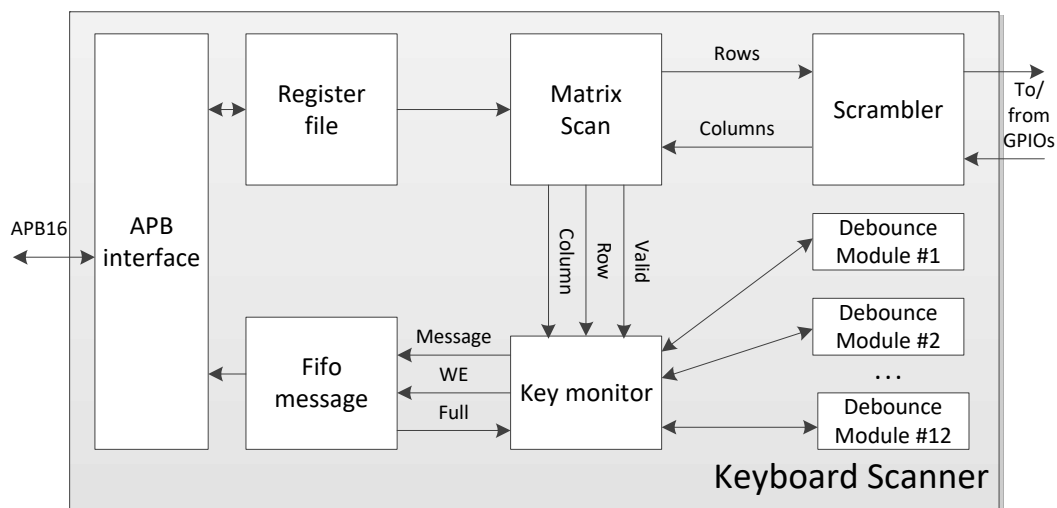 Register
file
Matrix
Scan
Rows
Columns
Scrambler
To/
from
GPIOs
APB16
APB
interface
Column
Row
Valid
Debounce
Module #1
Debounce
Module #2
...
Debounce
Module #12
Fifo
message
Message
WE
Full
Key monitor
Keyboard Scanner